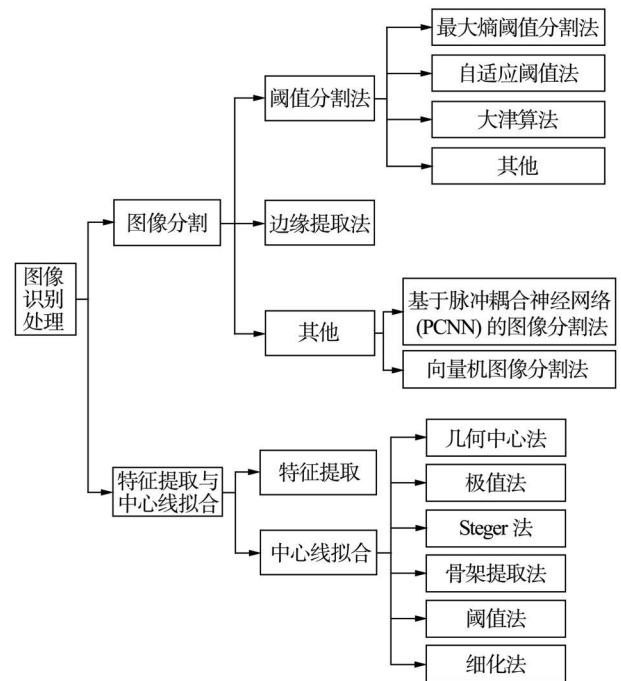 最大熵阈值分割法
自适应阈值法
阈值分割法
大津算法
其他
图像分割
边缘提取法
图像
识别
处理
基于脉冲耦合神经网络
(PCNN) 的图像分割法
其他
向量机图像分割法
几何中心法
特征提取与
中心线拟合
特征提取
极值法
Steger 法
中心线拟合
骨架提取法
阈值法
细化法